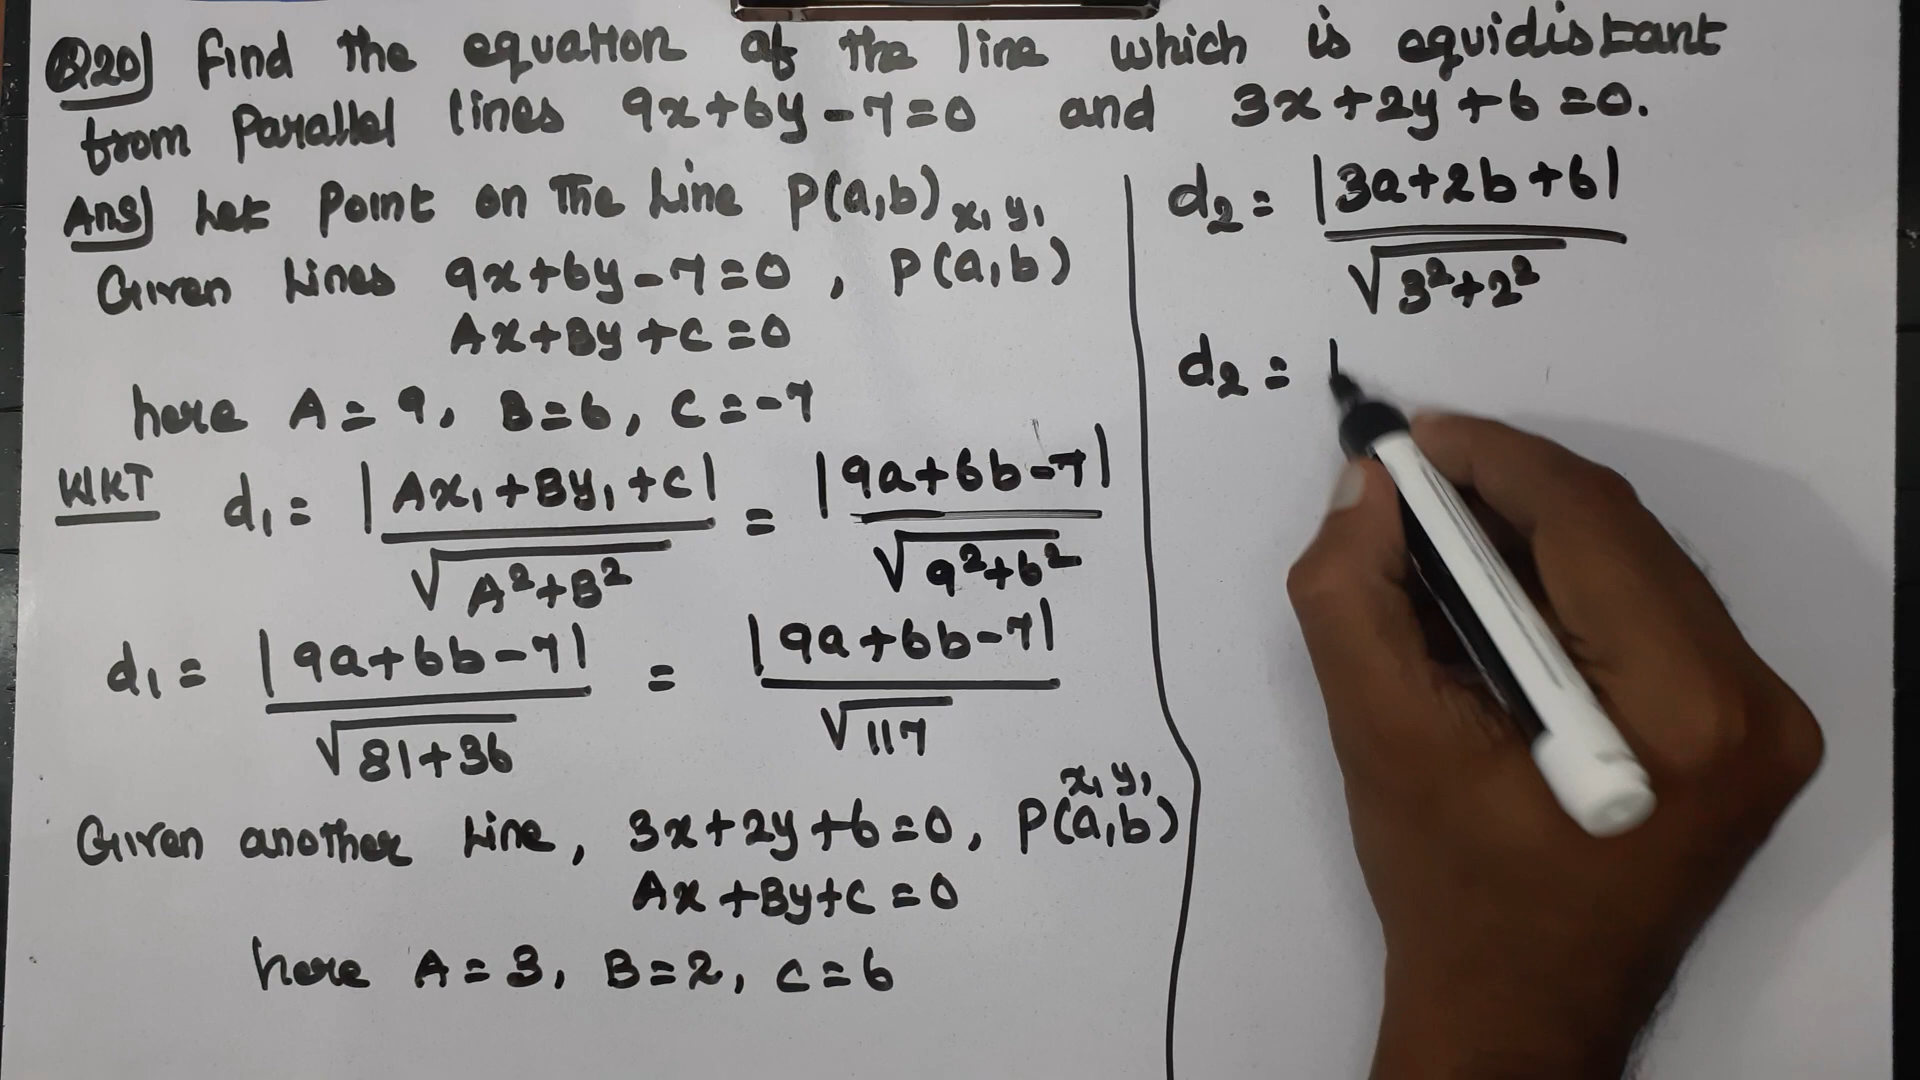 Q20) Find the equation of the line which is equidistant
from parallel lines 9x+6y-7=0 and 3x+2y+6=0.
Ans) Let point on the line P(a,b) x₁ y₁
Given lines 9x+6y-7=0, P(a,b)
Ax+By+C=0
here A=9, B=6, C=-7
WKT d₁ = |Ax₁+By₁+C| / √A²+B² = |9a+6b-7| / √9²+6²
d₁ = |9a+6b-7| / √81+36 = |9a+6b-7| / √117
x₁ y₁
Given another line, 3x+2y+6=0, P(a,b)
Ax+By+C=0
here A=3, B=2, C=6
d₂ = |3a+2b+6| / √3²+2²
d₂ = |